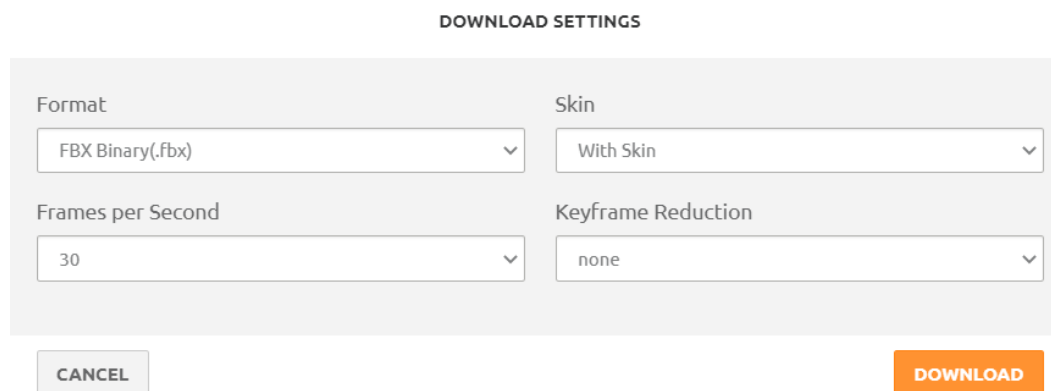 DOWNLOAD SETTINGS
Format
Skin
FBX Binary(.fbx)
With Skin
Frames per Second
Keyframe Reduction
30
none
CANCEL
DOWNLOAD